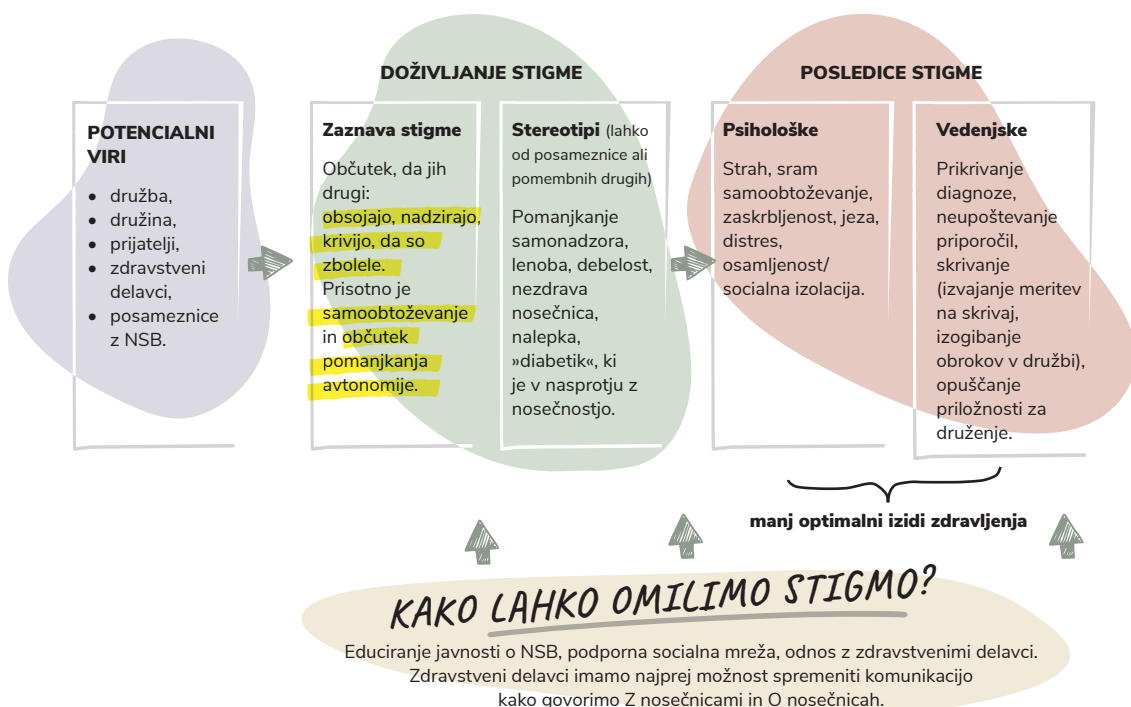 POTENCIALNI
VIRI
• družba,
• družina,
• prijatelji,
• zdravstveni
delavci,
• posameznice
z NSB.
DOŽIVLJANJE STIGME
Zaznava stigme
Občutek, da jih
drugi:
obsojajo, nadzirajo,
krivijo, da so
zbolele.
Prisotno je
samoobtoževanje
in občutek
pomanjkanja
avtonomije.
Stereotipi (lahko
od posameznice ali
pomembnih drugih)
Pomanjkanje
samonadzora,
lenoba, debelost,
nezdrava
nosečnica,
nalepka,
»diabetik«, ki
je v nasprotju z
nosečnostjo.
POSLEDICE STIGME
Psihološke
Strah, sram
samoobtoževanje,
zaskrbljenost, jeza,
distres,
osamljenost/
socialna izolacija.
Vedenjske
Prikrivanje
diagnoze,
neupoštevanje
priporočil,
skrivanje
(izvajanje meritev
na skrivaj,
izogibanje
obrokov v družbi),
opuščanje
priložnosti za
druženje.
manj optimalni izidi zdravljenja
KAKO LAHKO OMILIMO STIGMO?
Educiranje javnosti o NSB, podporna socialna mreža, odnos z zdravstvenimi delavci.
Zdravstveni delavci imamo najprej možnost spremeniti komunikacijo
kako govorimo Z nosečnicami in O nosečnicah.